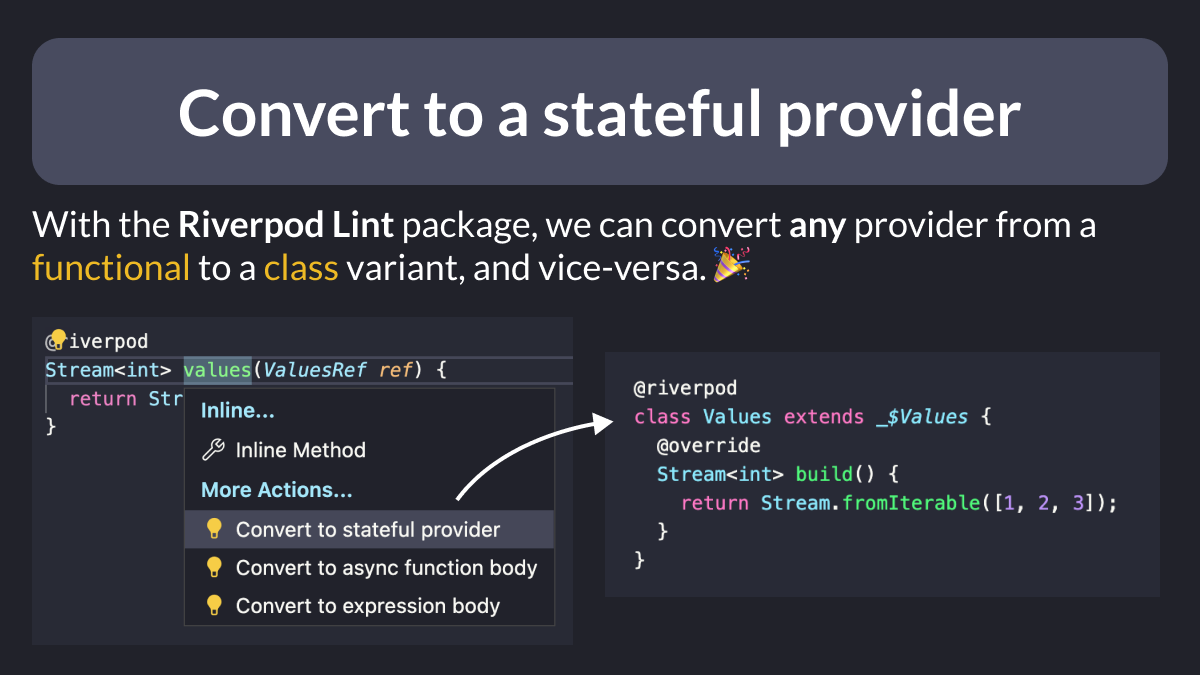 Convert to a stateful provider
With the Riverpod Lint package, we can convert any provider from a
functional to a class variant, and vice-versa. 🎉
@riverpod
Stream<int> values(ValuesRef ref) {
  return Str
}
Inline...
Inline Method
More Actions...
Convert to stateful provider
Convert to async function body
Convert to expression body
@riverpod
class Values extends _$Values {
  @override
  Stream<int> build() {
    return Stream.fromIterable([1, 2, 3]);
  }
}